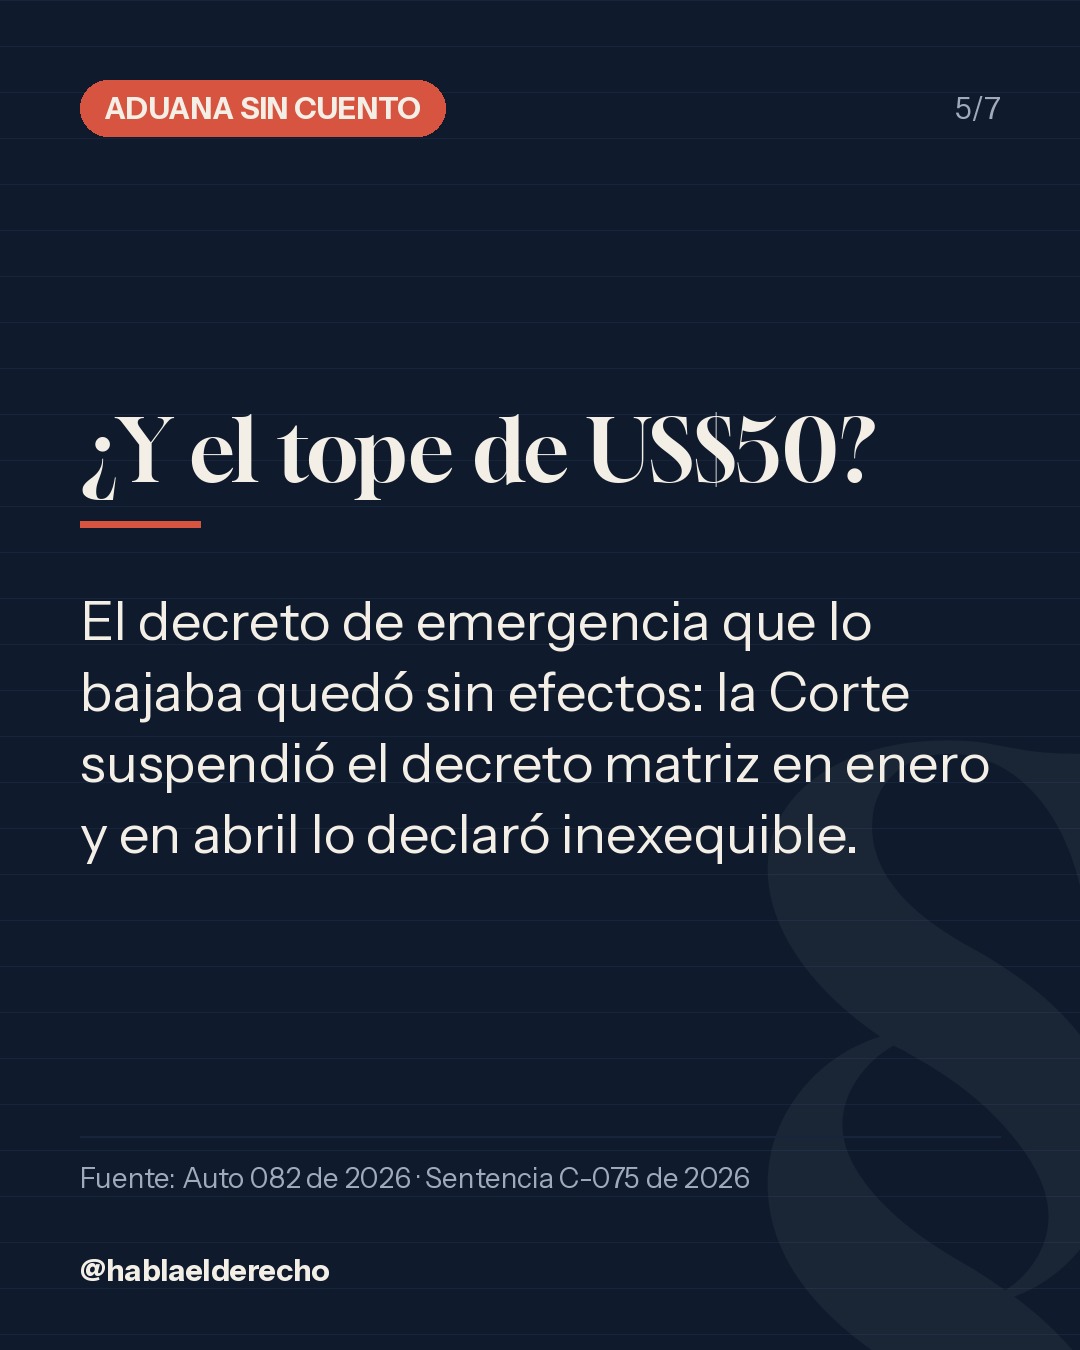 ADUANA SIN CUENTO
5/7
¿Y el tope de US$50?
El decreto de emergencia que lo
bajaba quedó sin efectos: la Corte
suspendió el decreto matriz en enero
y en abril lo declaró inexequible.
Fuente: Auto 082 de 2026 · Sentencia C-075 de 2026
@hablaelderecho
§